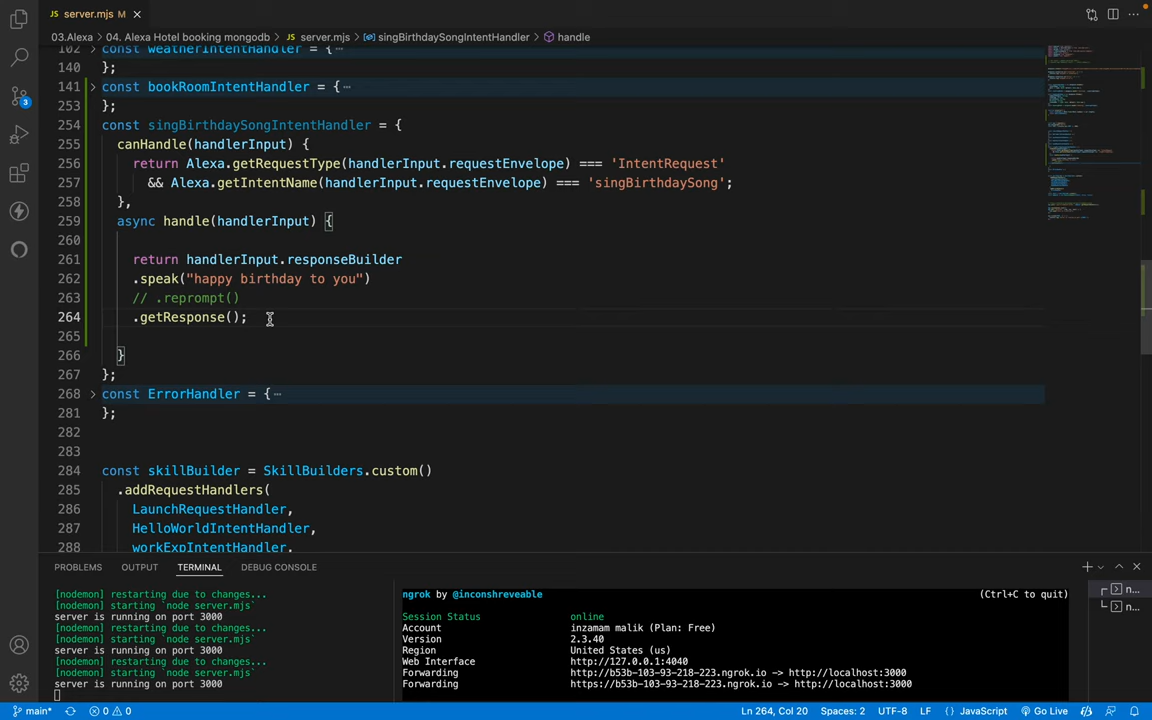 server.mjs M
03.Alexa > 04. Alexa Hotel booking mongodb > server.mjs > singBirthdaySongIntentHandler > handle
102 const weatherIntentHandler = {…
140 };
141 const bookRoomIntentHandler = {…
253 };
254 const singBirthdaySongIntentHandler = {
255 canHandle(handlerInput) {
256 return Alexa.getRequestType(handlerInput.requestEnvelope) === 'IntentRequest'
257 && Alexa.getIntentName(handlerInput.requestEnvelope) === 'singBirthdaySong';
258 },
259 async handle(handlerInput) {
260
261 return handlerInput.responseBuilder
262 .speak("happy birthday to you")
263 // .reprompt()
264 .getResponse();
265
266 }
267 };
268 const ErrorHandler = {…
281 };
282
283
284 const skillBuilder = SkillBuilders.custom()
285 .addRequestHandlers(
286 LaunchRequestHandler,
287 HelloWorldIntentHandler,
288 workExpIntentHandler,
3
PROBLEMS OUTPUT TERMINAL DEBUG CONSOLE
[nodemon] restarting due to changes...
[nodemon] starting `node server.mjs`
server is running on port 3000
[nodemon] restarting due to changes...
[nodemon] starting `node server.mjs`
server is running on port 3000
[nodemon] restarting due to changes...
[nodemon] starting `node server.mjs`
server is running on port 3000
ngrok by @inconshreveable (Ctrl+C to quit)
Session Status online
Account inzamam malik (Plan: Free)
Version 2.3.40
Region United States (us)
Web Interface http://127.0.0.1:4040
Forwarding http://b53b-103-93-218-223.ngrok.io -> http://localhost:3000
Forwarding https://b53b-103-93-218-223.ngrok.io -> http://localhost:3000
n...
n...
main* 0 0 Ln 264, Col 20 Spaces: 2 UTF-8 LF {} JavaScript Go Live